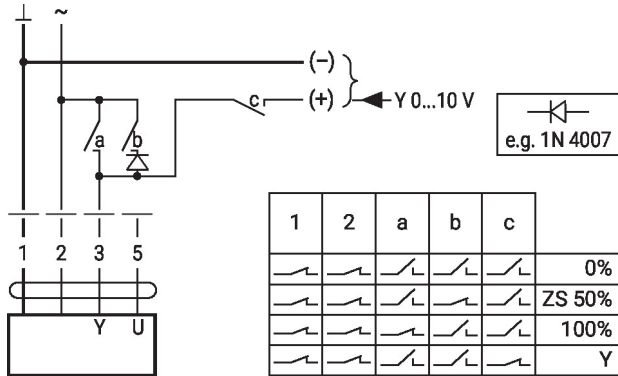 ⊥ ~
(−)
c (+) Y 0...10 V
a b
e.g. 1N 4007
1 2 3 5
Y U
1 2 a b c
0%
ZS 50%
100%
Y